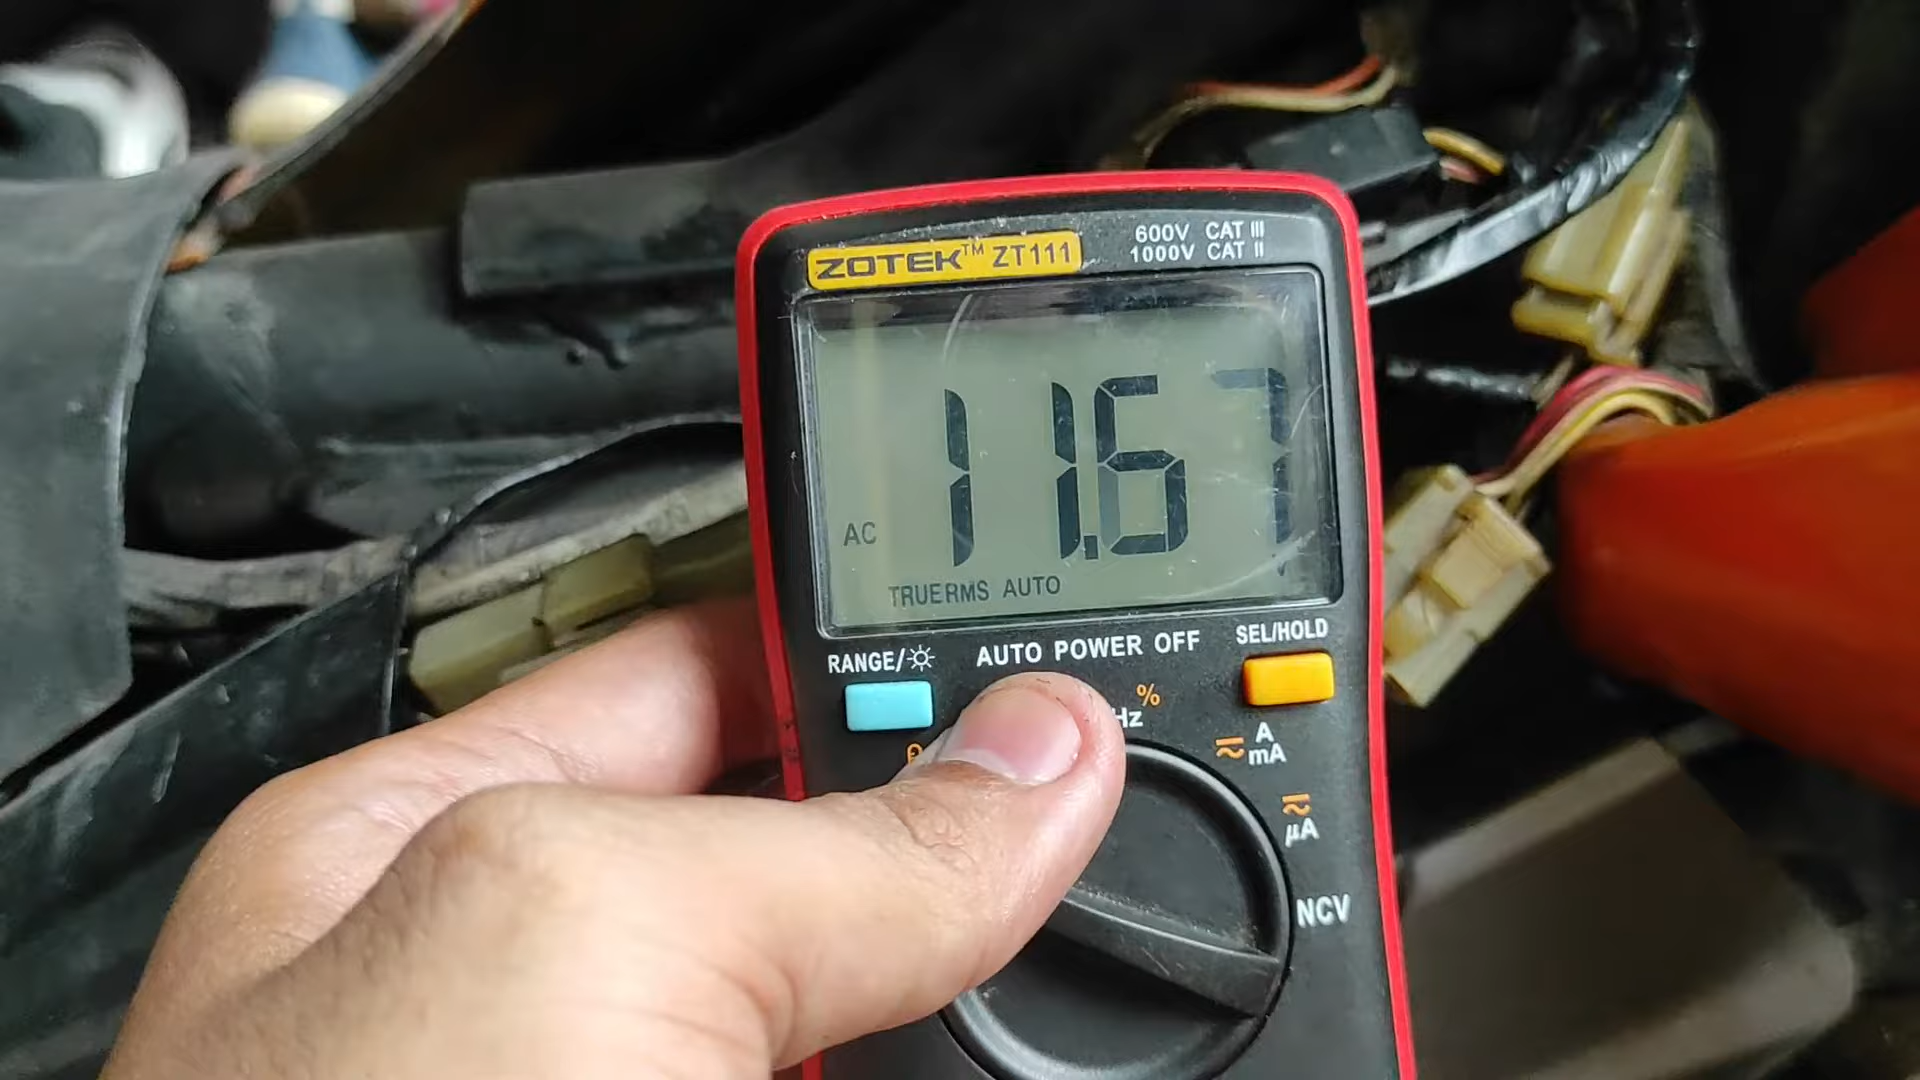 ZOTEK™ ZT111
600V CAT III
1000V CAT II
11.67
AC
TRUERMS AUTO
RANGE/
AUTO POWER OFF
SEL/HOLD
%
Hz
A
mA
μA
NCV